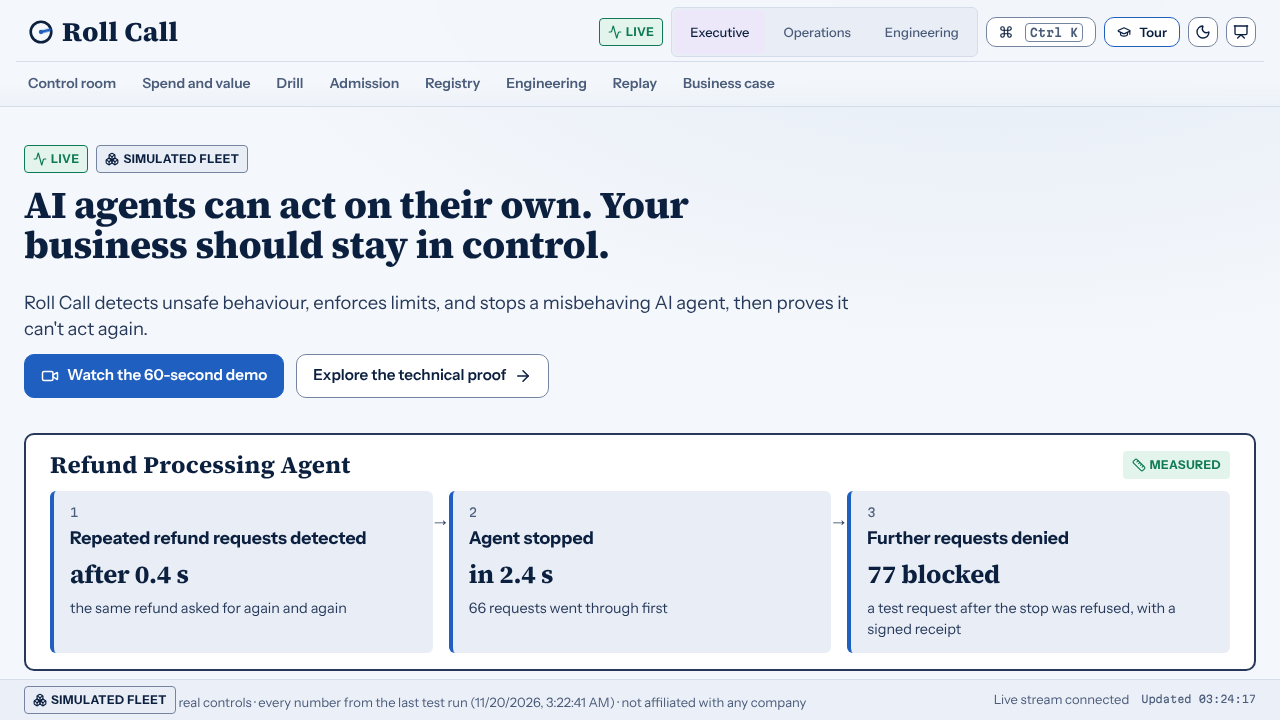 Roll Call
LIVE
Executive
Operations
Engineering
⌘ Ctrl K
Tour
Control room
Spend and value
Drill
Admission
Registry
Engineering
Replay
Business case
LIVE
SIMULATED FLEET
AI agents can act on their own. Your
business should stay in control.
Roll Call detects unsafe behaviour, enforces limits, and stops a misbehaving AI agent, then proves it
can't act again.
Watch the 60-second demo
Explore the technical proof →
Refund Processing Agent
MEASURED
1
Repeated refund requests detected
after 0.4 s
the same refund asked for again and again
→
2
Agent stopped
in 2.4 s
66 requests went through first
→
3
Further requests denied
77 blocked
a test request after the stop was refused, with a
signed receipt
SIMULATED FLEET real controls · every number from the last test run (11/20/2026, 3:22:41 AM) · not affiliated with any company
Live stream connected
Updated 03:24:17